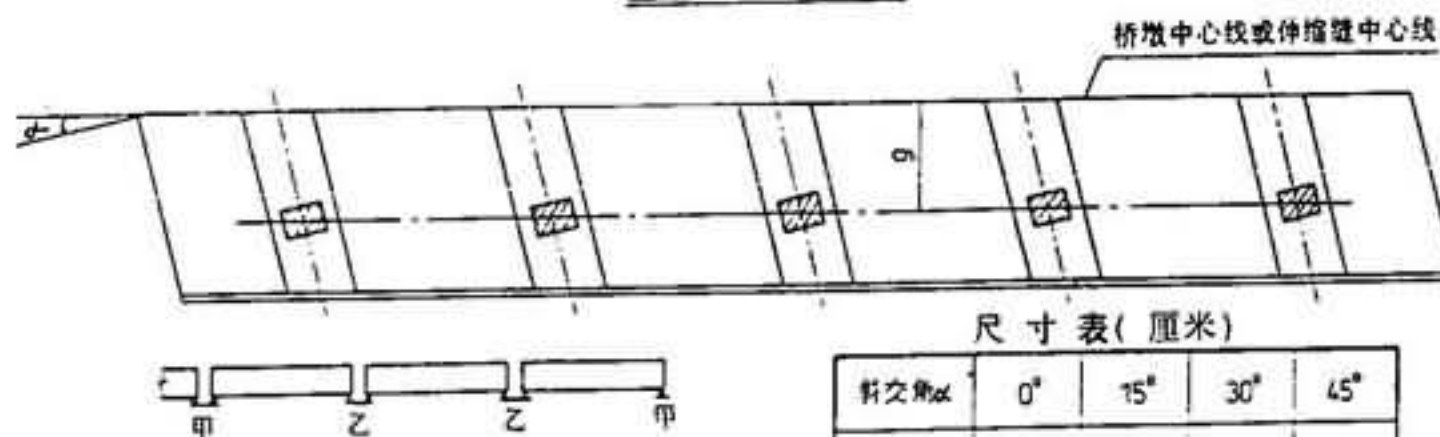 桥墩中心线或伸缩缝中心线
α
g
尺寸表(厘米)
斜交角α 0° 15° 30° 45°
甲 乙 乙 甲